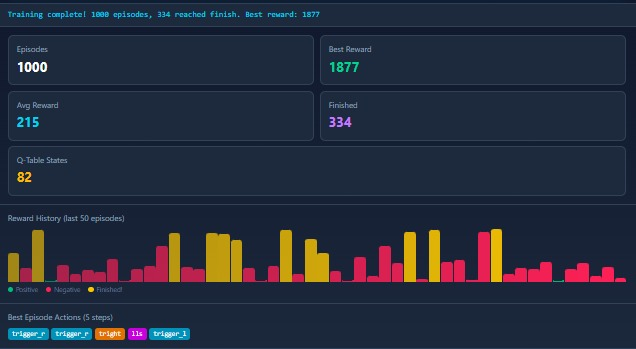 Training complete! 1000 episodes, 334 reached finish. Best reward: 1877
Episodes
1000
Best Reward
1877
Avg Reward
215
Finished
334
Q-Table States
82
Reward History (last 50 episodes)
Positive Negative Finished!
Best Episode Actions (5 steps)
trigger_r trigger_r tright lls trigger_l